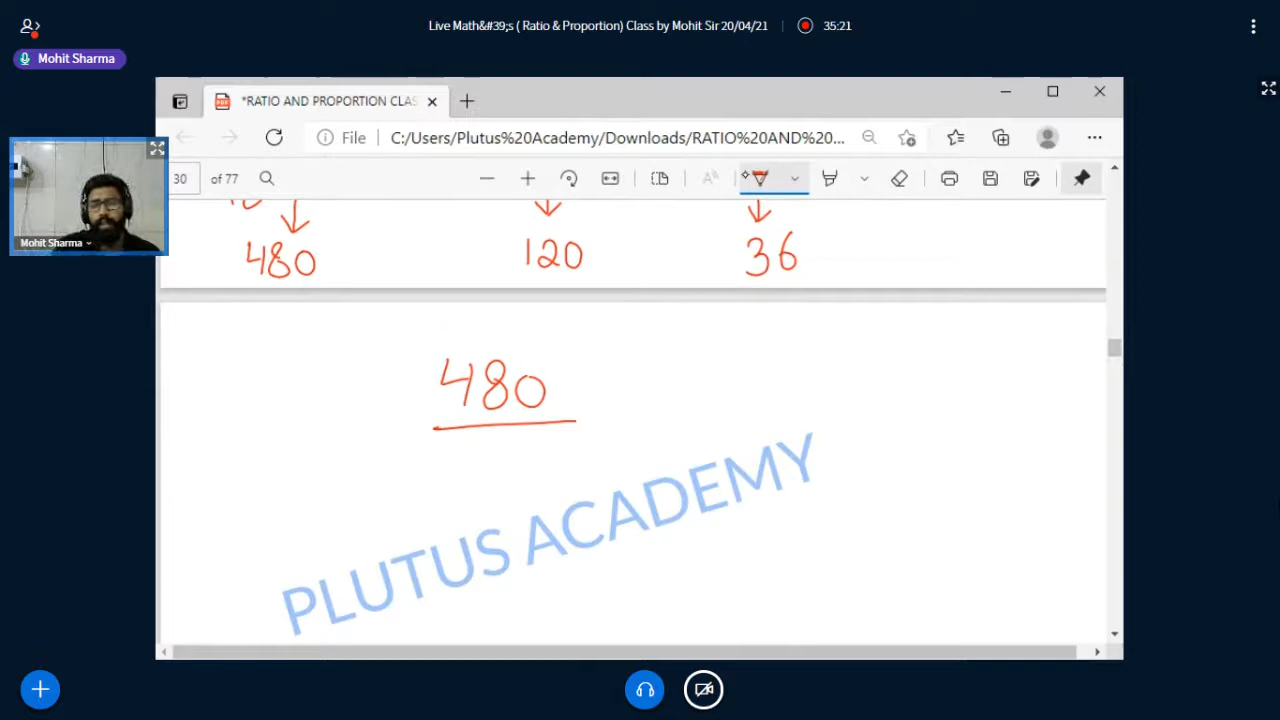 Live Math&#39;s ( Ratio & Proportion) Class by Mohit Sir 20/04/21 35:21
Mohit Sharma
*RATIO AND PROPORTION CLAS
File C:/Users/Plutus%20Academy/Downloads/RATIO%20AND%20...
30 of 77
Mohit Sharma
480 120 36
480
PLUTUS ACADEMY